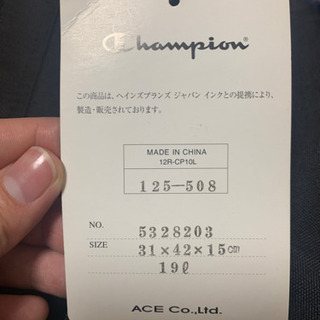 Champion®
この商品は、ヘインズブランズ ジャパン インクとの提携により、
製造・販売されております。
MADE IN CHINA
12R-CP10L
125-508
NO. 5328203
SIZE 31×42×15cm
19ℓ
ACE Co.,Ltd.